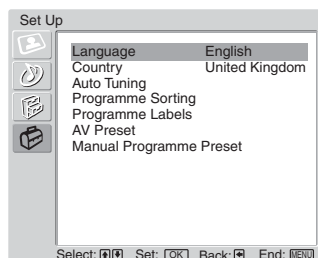 Set Up
Language English
Country United Kingdom
Auto Tuning
Programme Sorting
Programme Labels
AV Preset
Manual Programme Preset
Select: Set: OK Back: End: MENU